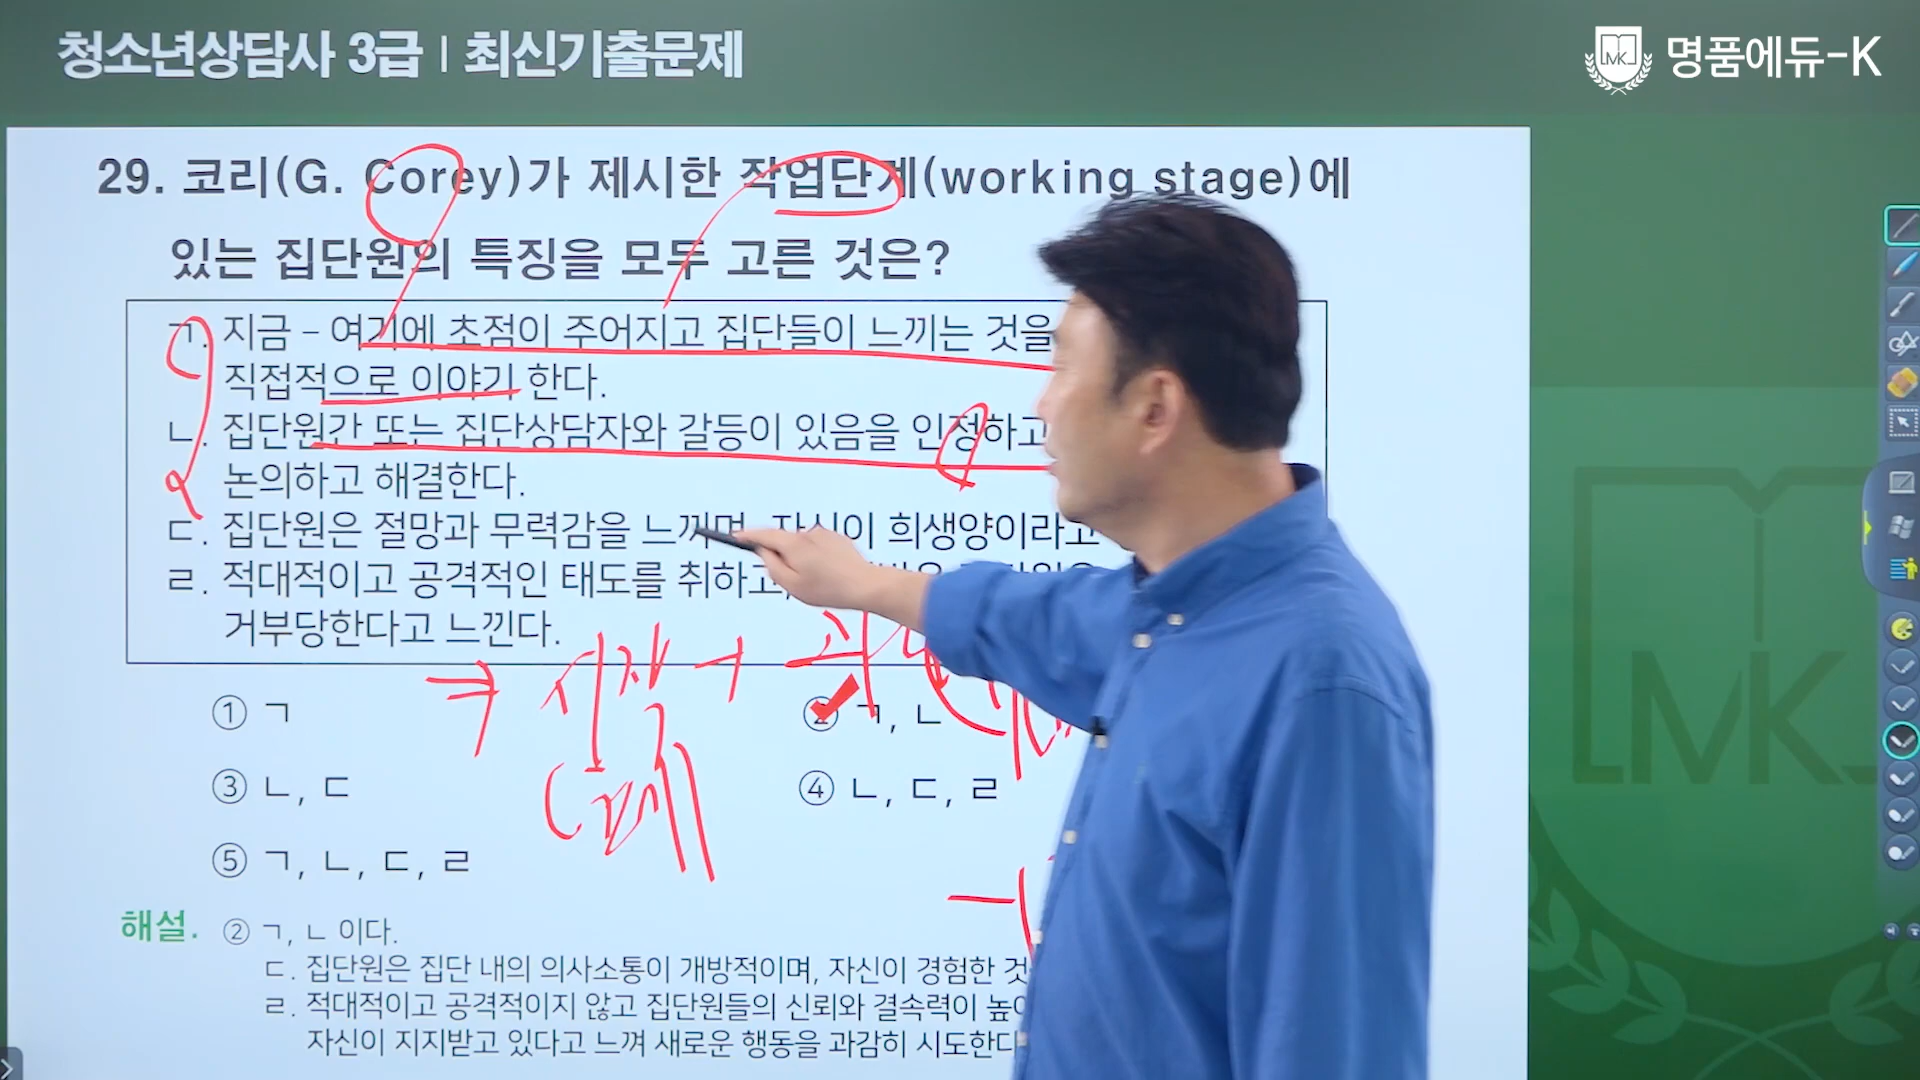 청소년상담사 3급 | 최신기출문제
MK 명품에듀-K
29. 코리(G. Corey)가 제시한 작업단계(working stage)에
있는 집단원의 특징을 모두 고른 것은?
ㄱ. 지금 – 여기에 초점이 주어지고 집단들이 느끼는 것을
직접적으로 이야기 한다.
ㄴ. 집단원간 또는 집단상담자와 갈등이 있음을 인정하고
논의하고 해결한다.
ㄷ. 집단원은 절망과 무력감을 느끼며, 자신이 희생양이라고
ㄹ. 적대적이고 공격적인 태도를 취하고,
거부당한다고 느낀다.
① ㄱ
② ㄱ, ㄴ
③ ㄴ, ㄷ
④ ㄴ, ㄷ, ㄹ
⑤ ㄱ, ㄴ, ㄷ, ㄹ
해설. ② ㄱ, ㄴ 이다.
ㄷ. 집단원은 집단 내의 의사소통이 개방적이며, 자신이 경험한
ㄹ. 적대적이고 공격적이지 않고 집단원들의 신뢰와 결속력이
자신이 지지받고 있다고 느껴 새로운 행동을 과감히 시도한다
MK